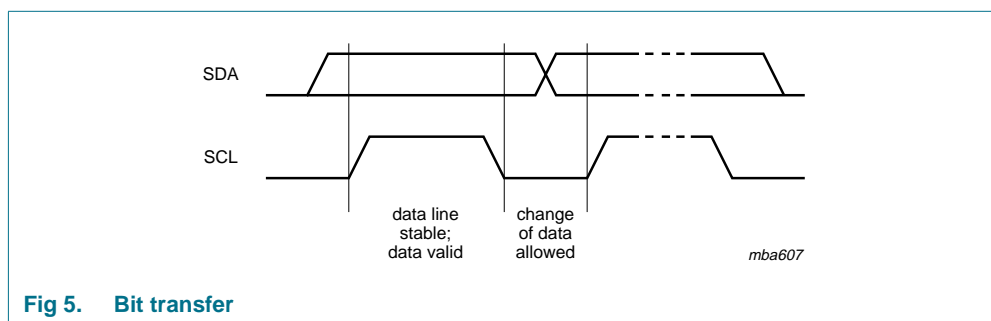 SDA
SCL
data line
stable;
data valid
change
of data
allowed
mba607
Fig 5. Bit transfer